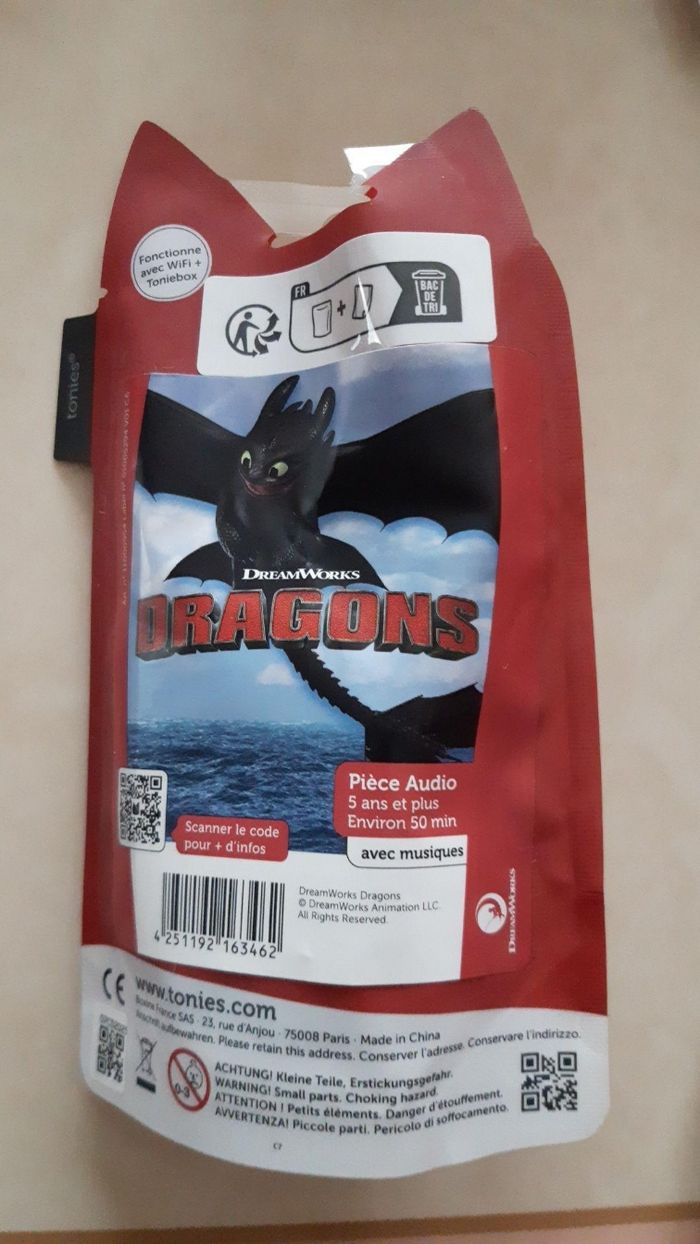 Fonctionne
avec WiFi +
Toniebox
FR
+
BAC
DE
TRI
tonies®
DREAMWORKS
DRAGONS
Pièce Audio
5 ans et plus
Environ 50 min
avec musiques
Scanner le code
pour + d'infos
4 251192 163462
DreamWorks Dragons
© DreamWorks Animation LLC.
All Rights Reserved.
DREAMWORKS
CE
www.tonies.com
Boxine France SAS · 23, rue d'Anjou · 75008 Paris · Made in China
Anschrift aufbewahren. Please retain this address. Conserver l'adresse. Conservare l'indirizzo.
0-3
ACHTUNG! Kleine Teile, Erstickungsgefahr.
WARNING! Small parts. Choking hazard.
ATTENTION ! Petits éléments. Danger d'étouffement.
AVVERTENZA! Piccole parti. Pericolo di soffocamento.
C7